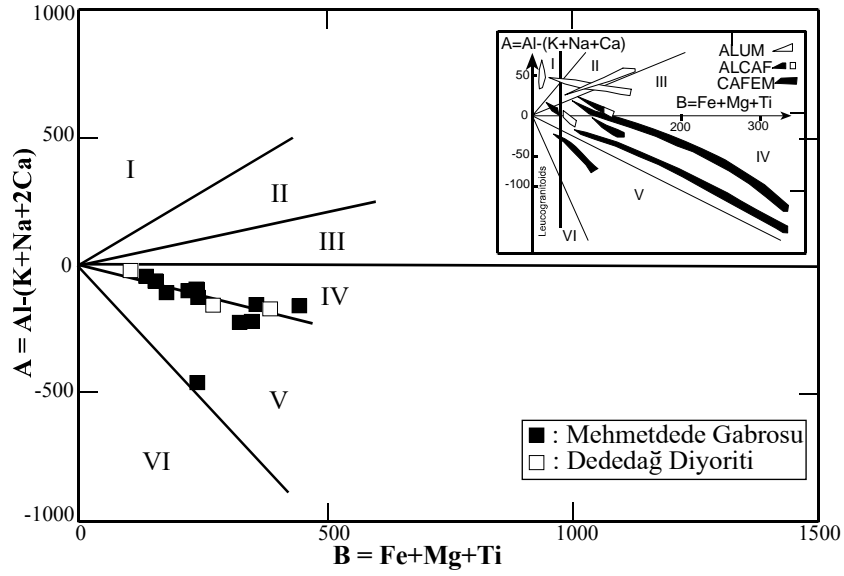 1000
500
0
-500
-1000
A = Al-(K+Na+2Ca)
I
II
III
IV
V
VI
A=Al-(K+Na+Ca)
ALUM
ALCAF
CAFEM
B=Fe+Mg+Ti
50
0
-50
-100
200
300
I
II
III
IV
V
VI
Leucogranitoids
: Mehmetdede Gabrosu
: Dededağ Diyoriti
0
500
1000
1500
B = Fe+Mg+Ti